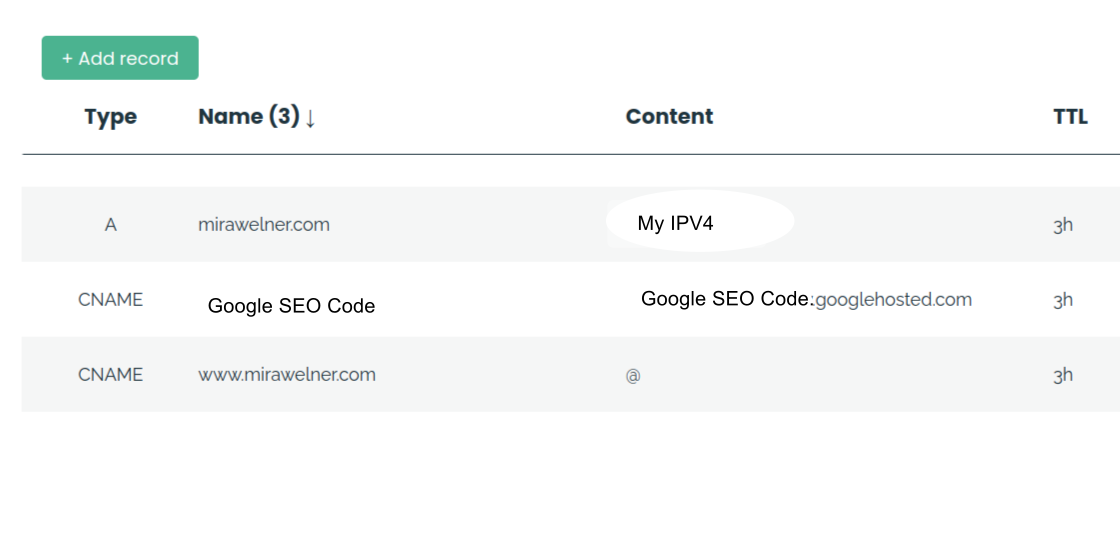 + Add record
Type Name (3) ↓ Content TTL
A mirawelner.com My IPV4 3h
CNAME Google SEO Code Google SEO Code.googlehosted.com 3h
CNAME www.mirawelner.com @ 3h